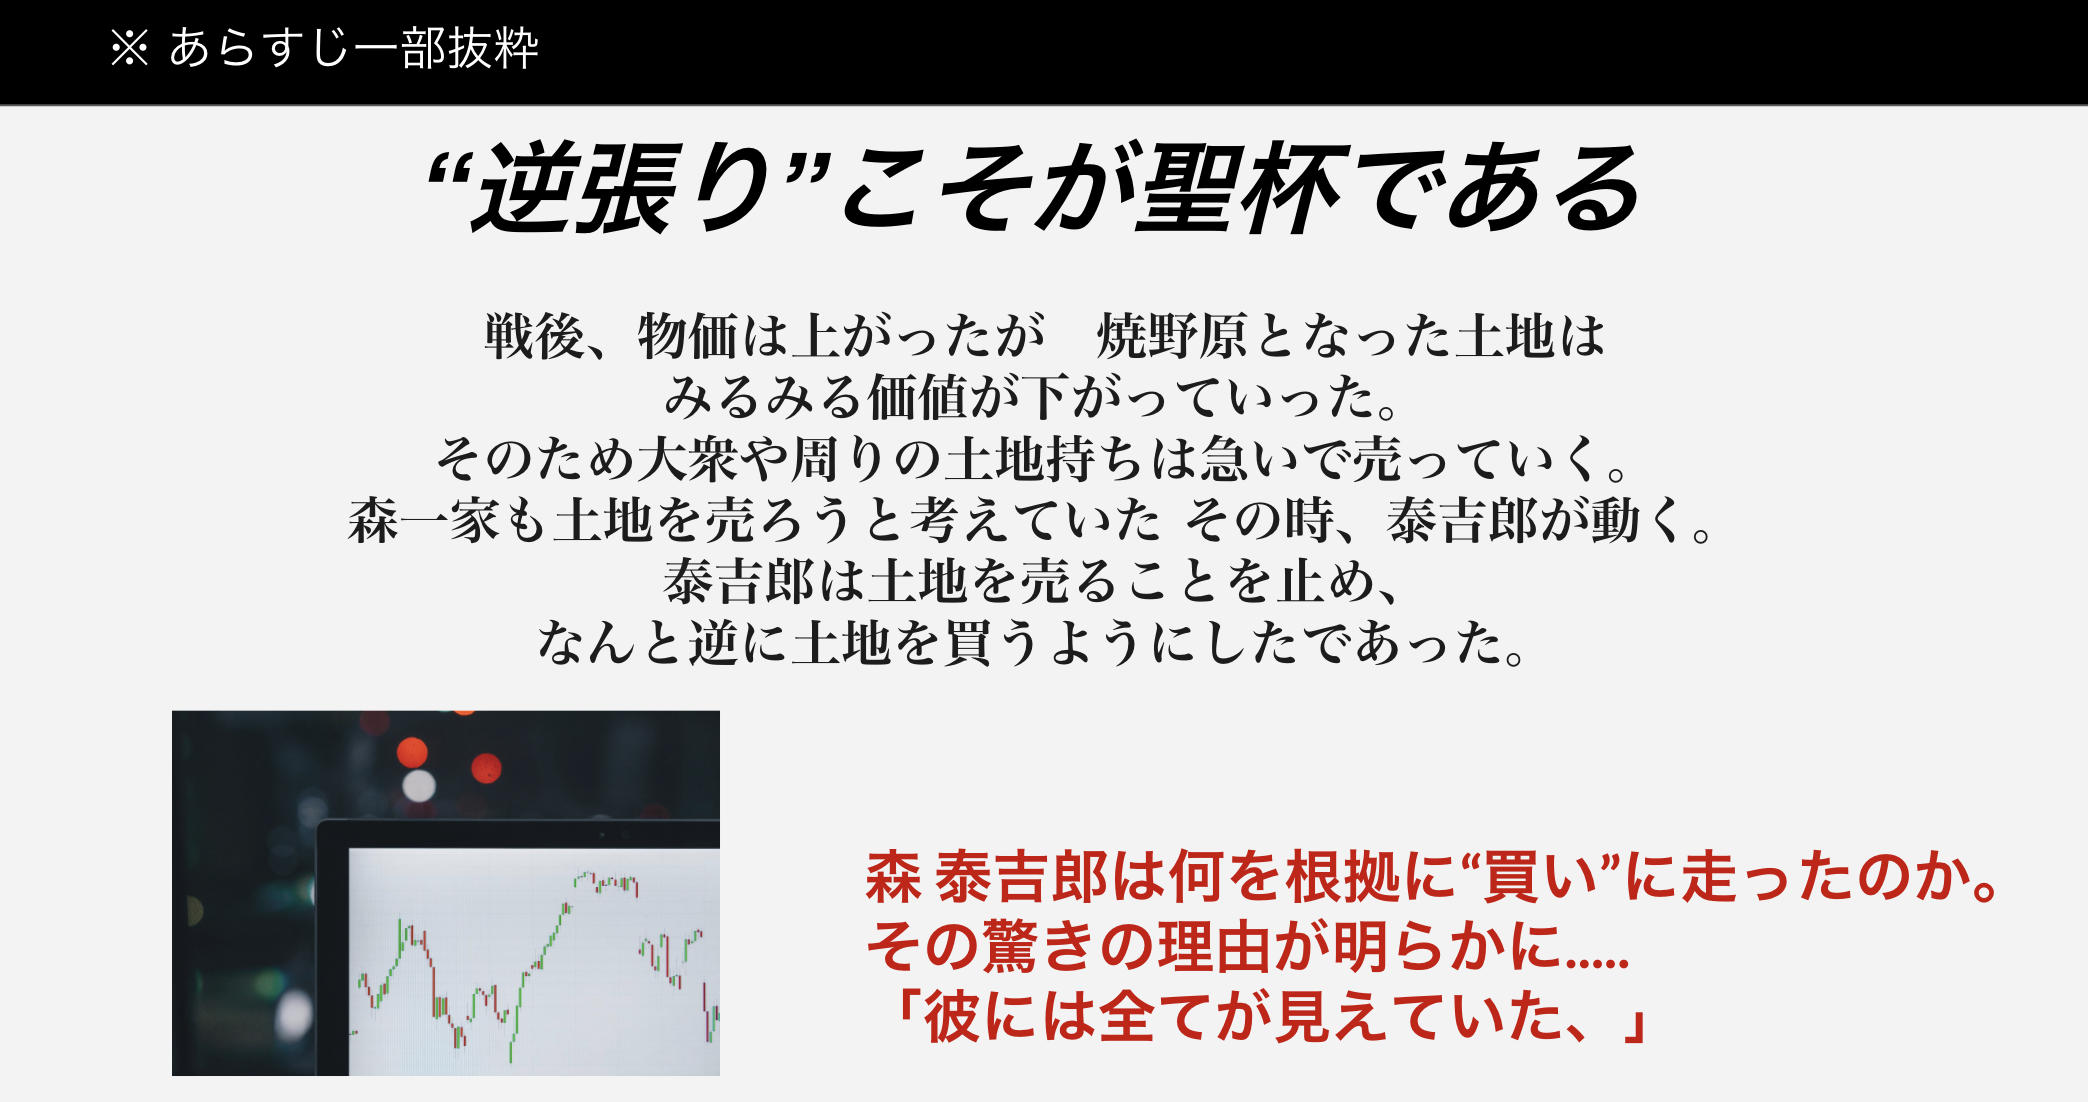 ※ あらすじ一部抜粋
“逆張り”こそが聖杯である
戦後、物価は上がったが　焼野原となった土地は
みるみる価値が下がっていった。
そのため大衆や周りの土地持ちは急いで売っていく。
森一家も土地を売ろうと考えていた その時、泰吉郎が動く。
泰吉郎は土地を売ることを止め、
なんと逆に土地を買うようにしたであった。
森 泰吉郎は何を根拠に“買い”に走ったのか。
その驚きの理由が明らかに.....
「彼には全てが見えていた、」